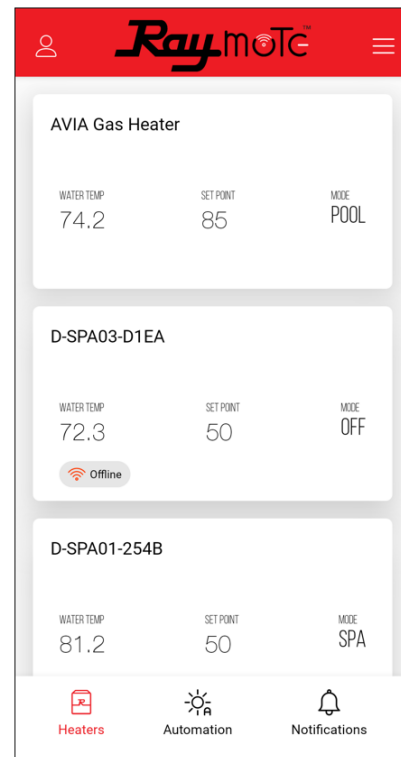 Raymote™
AVIA Gas Heater
WATER TEMP SET POINT MODE
74.2 85 POOL
D-SPA03-D1EA
WATER TEMP SET POINT MODE
72.3 50 OFF
Offline
D-SPA01-254B
WATER TEMP SET POINT MODE
81.2 50 SPA
Heaters Automation Notifications